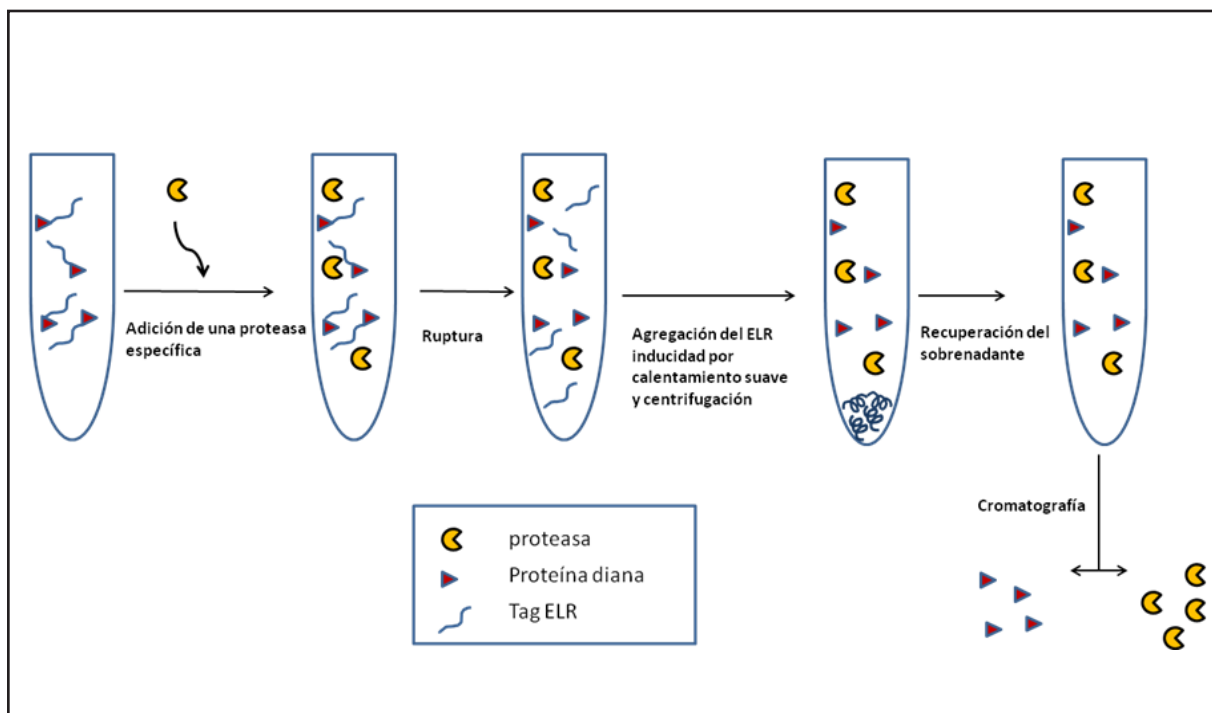 Adición de una proteasa
específica
Ruptura
Agregación del ELR
inducidad por
calentamiento suave
y centrifugación
Recuperación del
sobrenadante
Cromatografía
proteasa
Proteína diana
Tag ELR